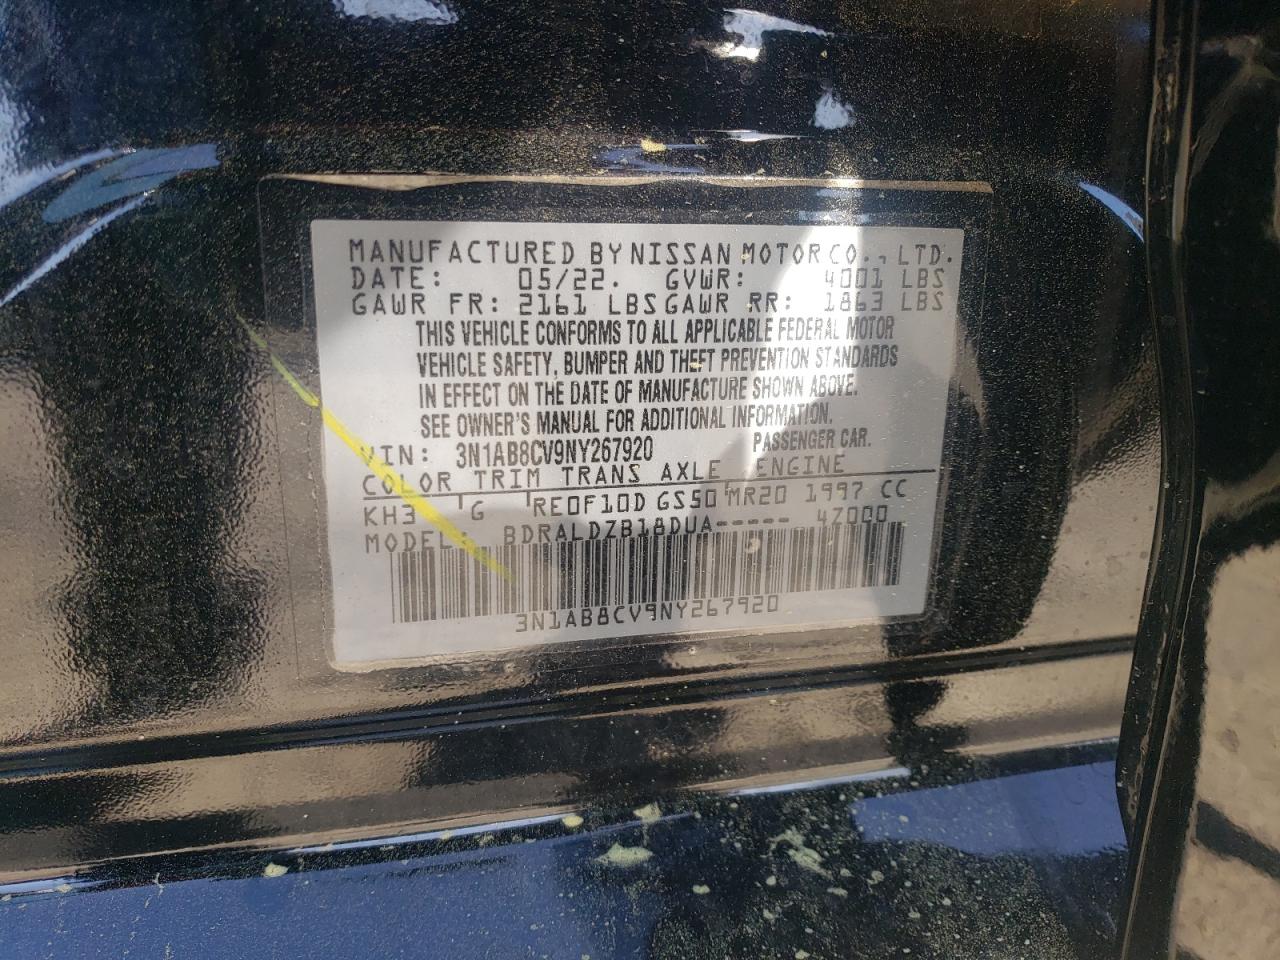 MANUFACTURED BY NISSAN MOTOR CO., LTD.
DATE: 05/22. GVWR: 4001 LBS
GAWR FR: 2161 LBS GAWR RR: 1863 LBS
THIS VEHICLE CONFORMS TO ALL APPLICABLE FEDERAL MOTOR
VEHICLE SAFETY, BUMPER AND THEFT PREVENTION STANDARDS
IN EFFECT ON THE DATE OF MANUFACTURE SHOWN ABOVE.
SEE OWNER'S MANUAL FOR ADDITIONAL INFORMATION.
VIN: 3N1AB8CV9NY267920 PASSENGER CAR.
COLOR TRIM TRANS AXLE ENGINE
KH3 G RE0F10D GS50 MR20 1997 CC
MODEL: BDRALDZB18DUA----- 4Z000
3N1AB8CV9NY267920